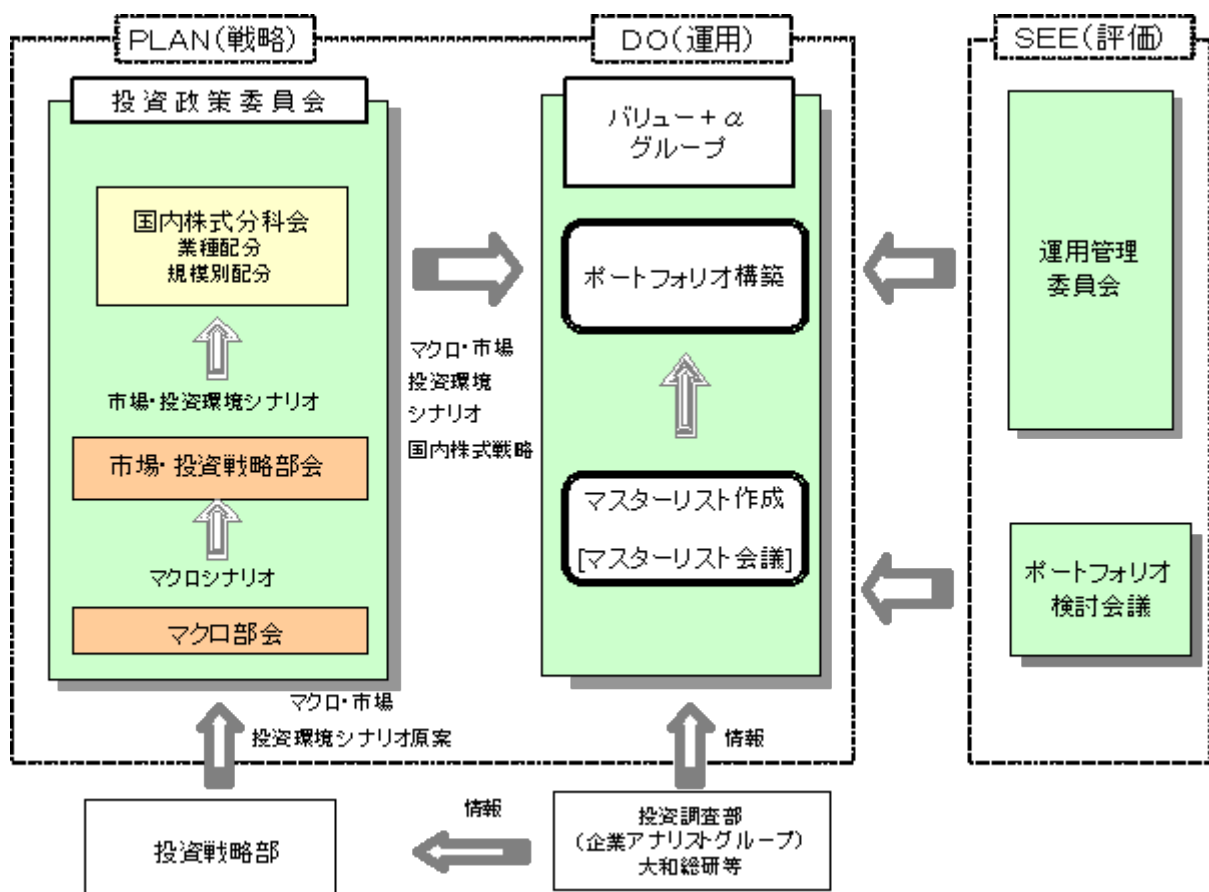 PLAN(戦略)
投資政策委員会
国内株式分科会
業種配分
規模別配分
市場・投資環境シナリオ
市場・投資戦略部会
マクロシナリオ
マクロ部会
マクロ・市場
投資環境シナリオ原案
投資戦略部
マクロ・市場
投資環境
シナリオ
国内株式戦略
DO(運用)
バリュー+α
グループ
ポートフォリオ構築
マスターリスト作成
[マスターリスト会議]
情報
情報
投資調査部
(企業アナリストグループ)
大和総研等
SEE(評価)
運用管理
委員会
ポートフォリオ
検討会議